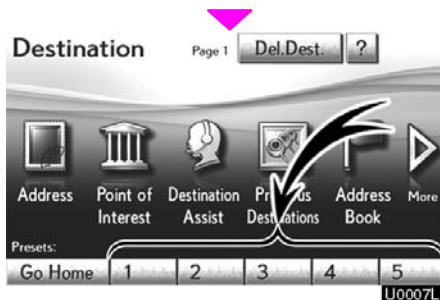 Destination Page 1 Del.Dest. ?
Address Point of Interest Destination Assist Destinations Address Book More
Presets:
Go Home 1 2 3 4 5
U0007L